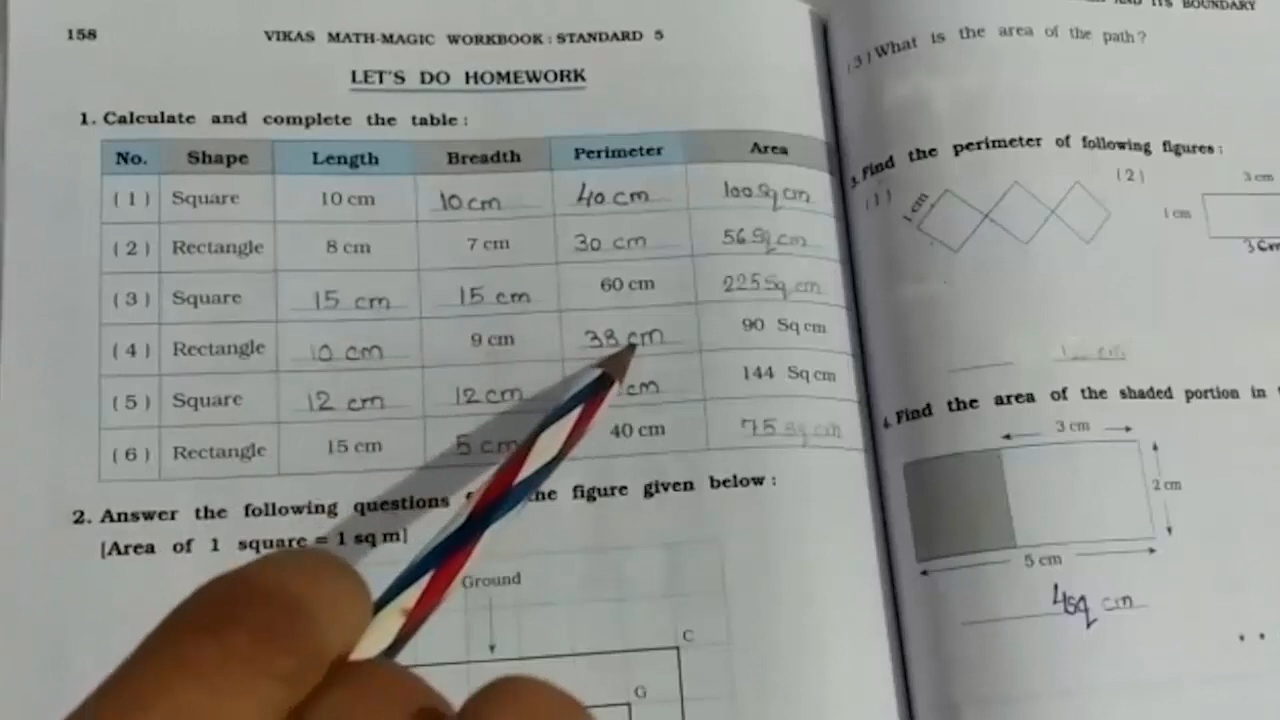 158 VIKAS MATH-MAGIC WORKBOOK : STANDARD 5
LET'S DO HOMEWORK
1. Calculate and complete the table :
No. Shape Length Breadth Perimeter Area
(1) Square 10 cm 10 cm 40 cm 100 Sq cm
(2) Rectangle 8 cm 7 cm 30 cm 56 Sq cm
(3) Square 15 cm 15 cm 60 cm 225 Sq cm
(4) Rectangle 10 cm 9 cm 38 cm 90 Sq cm
(5) Square 12 cm 12 cm cm 144 Sq cm
(6) Rectangle 15 cm 5 cm 40 cm 75 Sq cm
2. Answer the following questions the figure given below :
[Area of 1 square = 1 sq m]
Ground
C
G
ITS BOUNDARY
(3) What is the area of the path?
3. Find the perimeter of following figures :
(1) 1 cm (2) 3 cm
1 cm
3 cm
cm
4. Find the area of the shaded portion in
3 cm
2 cm
5 cm
4 sq cm